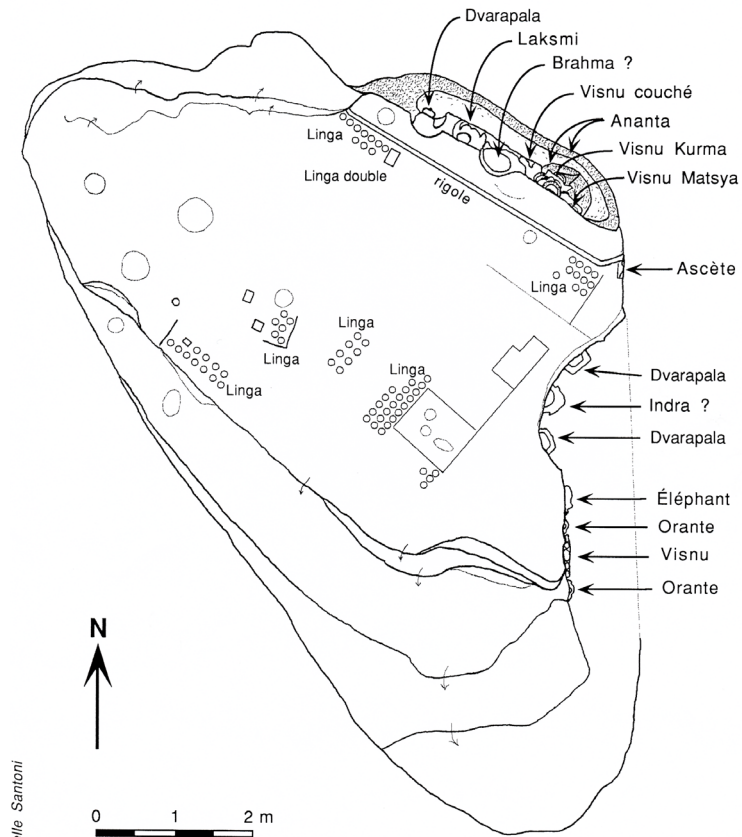 Dvarapala
Laksmi
Brahma ?
Visnu couché
Ananta
Visnu Kurma
Visnu Matsya
Linga
Linga double
rigole
Linga
Ascète
Linga
Linga
Linga
Linga
Dvarapala
Indra ?
Dvarapala
Éléphant
Orante
Visnu
Orante
N
Santoni
0 1 2 m